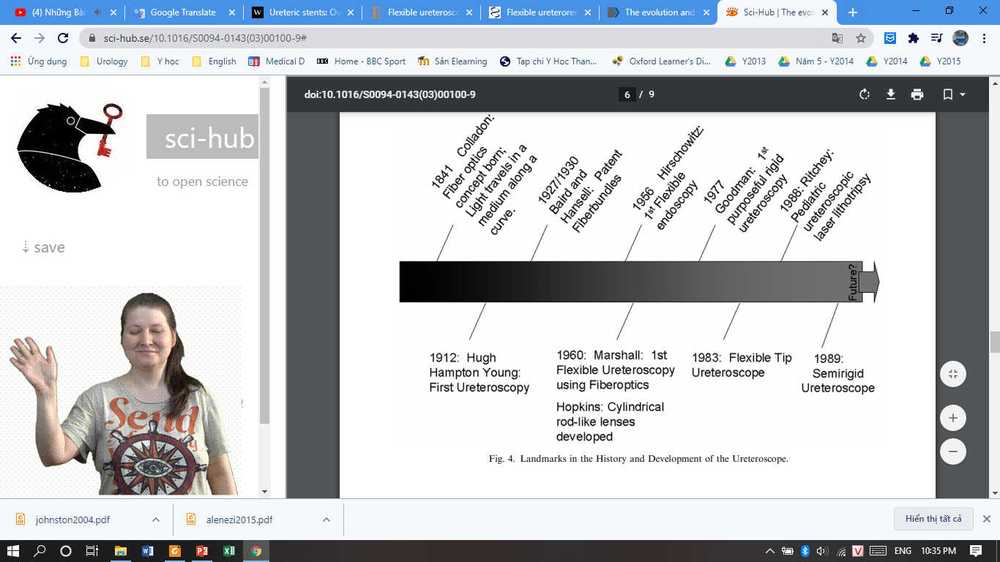 (4) Những Bài
Google Translate
Ureteric stents: Ov
Flexible ureterosco
Flexible ureterorer
The evolution and
Sci-Hub | The evol
sci-hub.se/10.1016/S0094-0143(03)00100-9#
Ứng dụng
Urology
Y học
English
Medical D
BBC
Home - BBC Sport
Sản Elearning
Tạp chi Y Hoc Than...
Oxford Learner's Di...
Y2013
Năm 5 - Y2014
Y2014
Y2015
sci-hub
to open science
save
Send
doi:10.1016/S0094-0143(03)00100-9
6 / 9
1841 Colladon:
Fiber optics
concept born;
Light travels in a
medium along a
curve.
1927/1930
Baird and
Hansell: Patent
Fiberbundles
1956 Hirschowitz:
1st Flexible
endoscopy
1977
Goodman: 1st
purposeful rigid
ureteroscopy
1988: Ritchey:
Pediatric
ureteroscopic
laser lithotripsy
Future?
1912: Hugh
Hampton Young:
First Ureteroscopy
1960: Marshall: 1st
Flexible Ureteroscopy
using Fiberoptics
Hopkins: Cylindrical
rod-like lenses
developed
1983: Flexible Tip
Ureteroscope
1989:
Semirigid
Ureteroscope
Fig. 4. Landmarks in the History and Development of the Ureteroscope.
johnston2004.pdf
alenezi2015.pdf
Hiển thị tất cả
ENG
10:35 PM